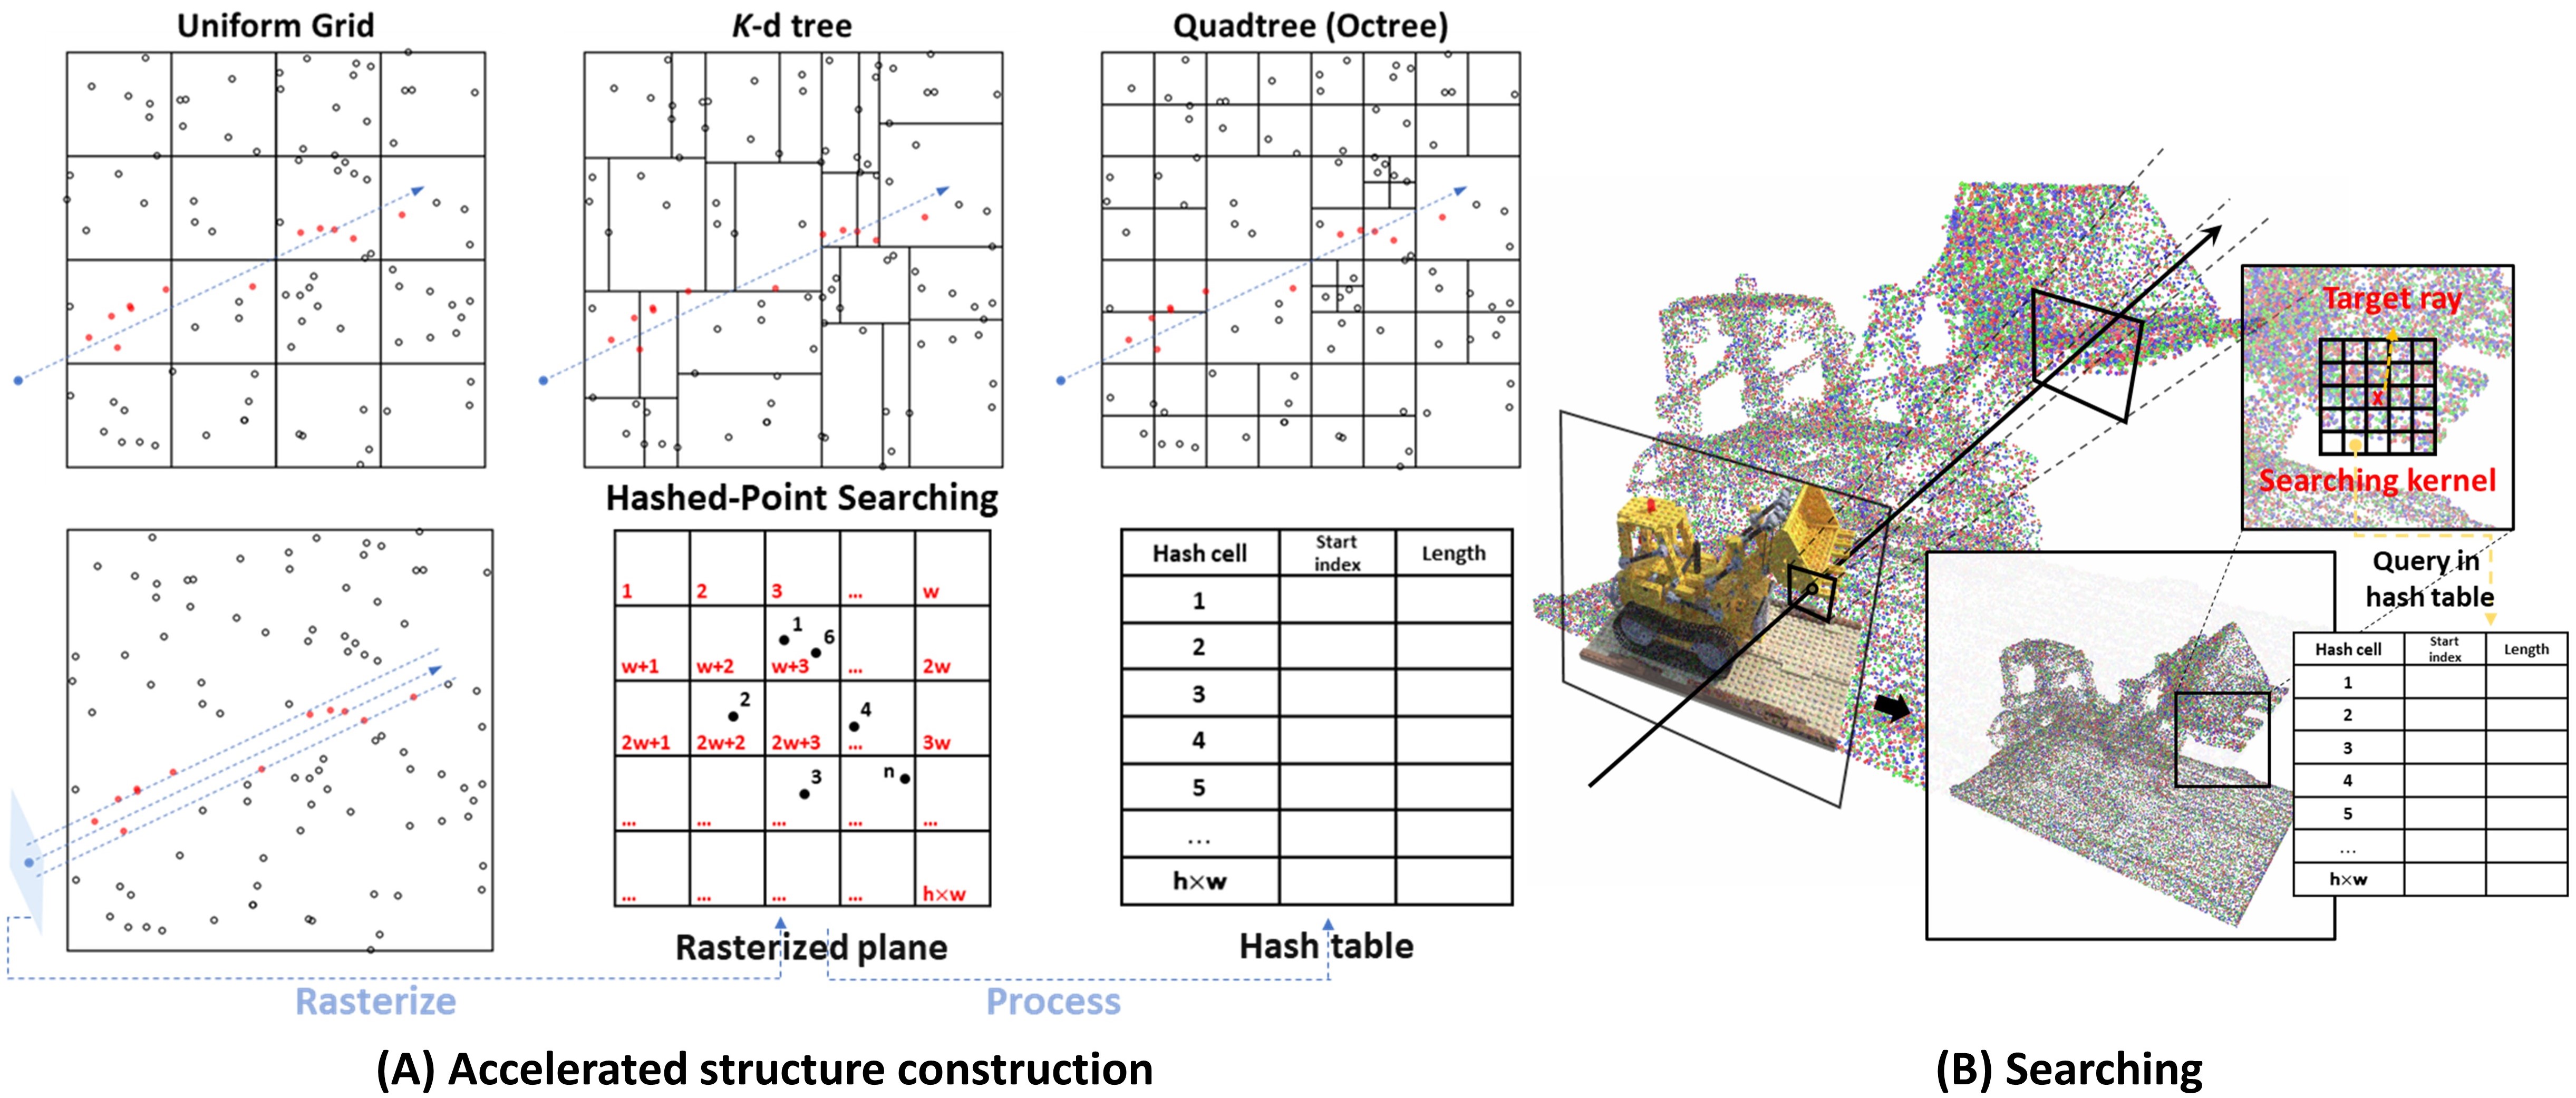 Uniform Grid
K-d tree
Quadtree (Octree)
Hashed-Point Searching
1 2 3 ... w
1
6
w+1 w+2 w+3 ... 2w
2
4
2w+1 2w+2 2w+3 ... 3w
3
n
... ... ... ... ...
... ... ... ... h×w
Rasterized plane
Hash cell Start index Length
1
2
3
4
5
...
h×w
Hash table
Rasterize
Process
(A) Accelerated structure construction
Target ray
x
Searching kernel
Query in
hash table
Hash cell Start index Length
1
2
3
4
5
...
h×w
(B) Searching